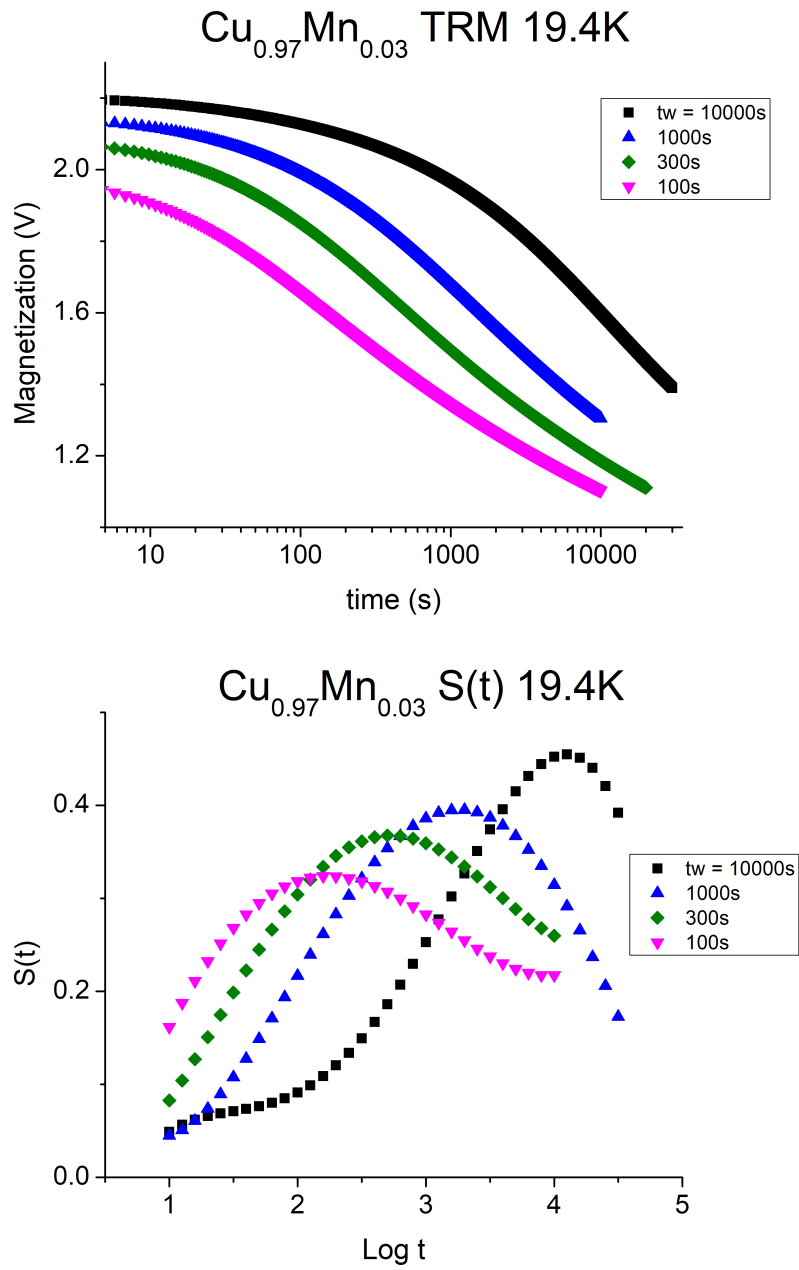 Cu0.97Mn0.03 TRM 19.4K
tw = 10000s
1000s
300s
100s
2.0
1.6
1.2
Magnetization (V)
10 100 1000 10000
time (s)
Cu0.97Mn0.03 S(t) 19.4K
0.4
0.2
0.0
S(t)
tw = 10000s
1000s
300s
100s
1 2 3 4 5
Log t